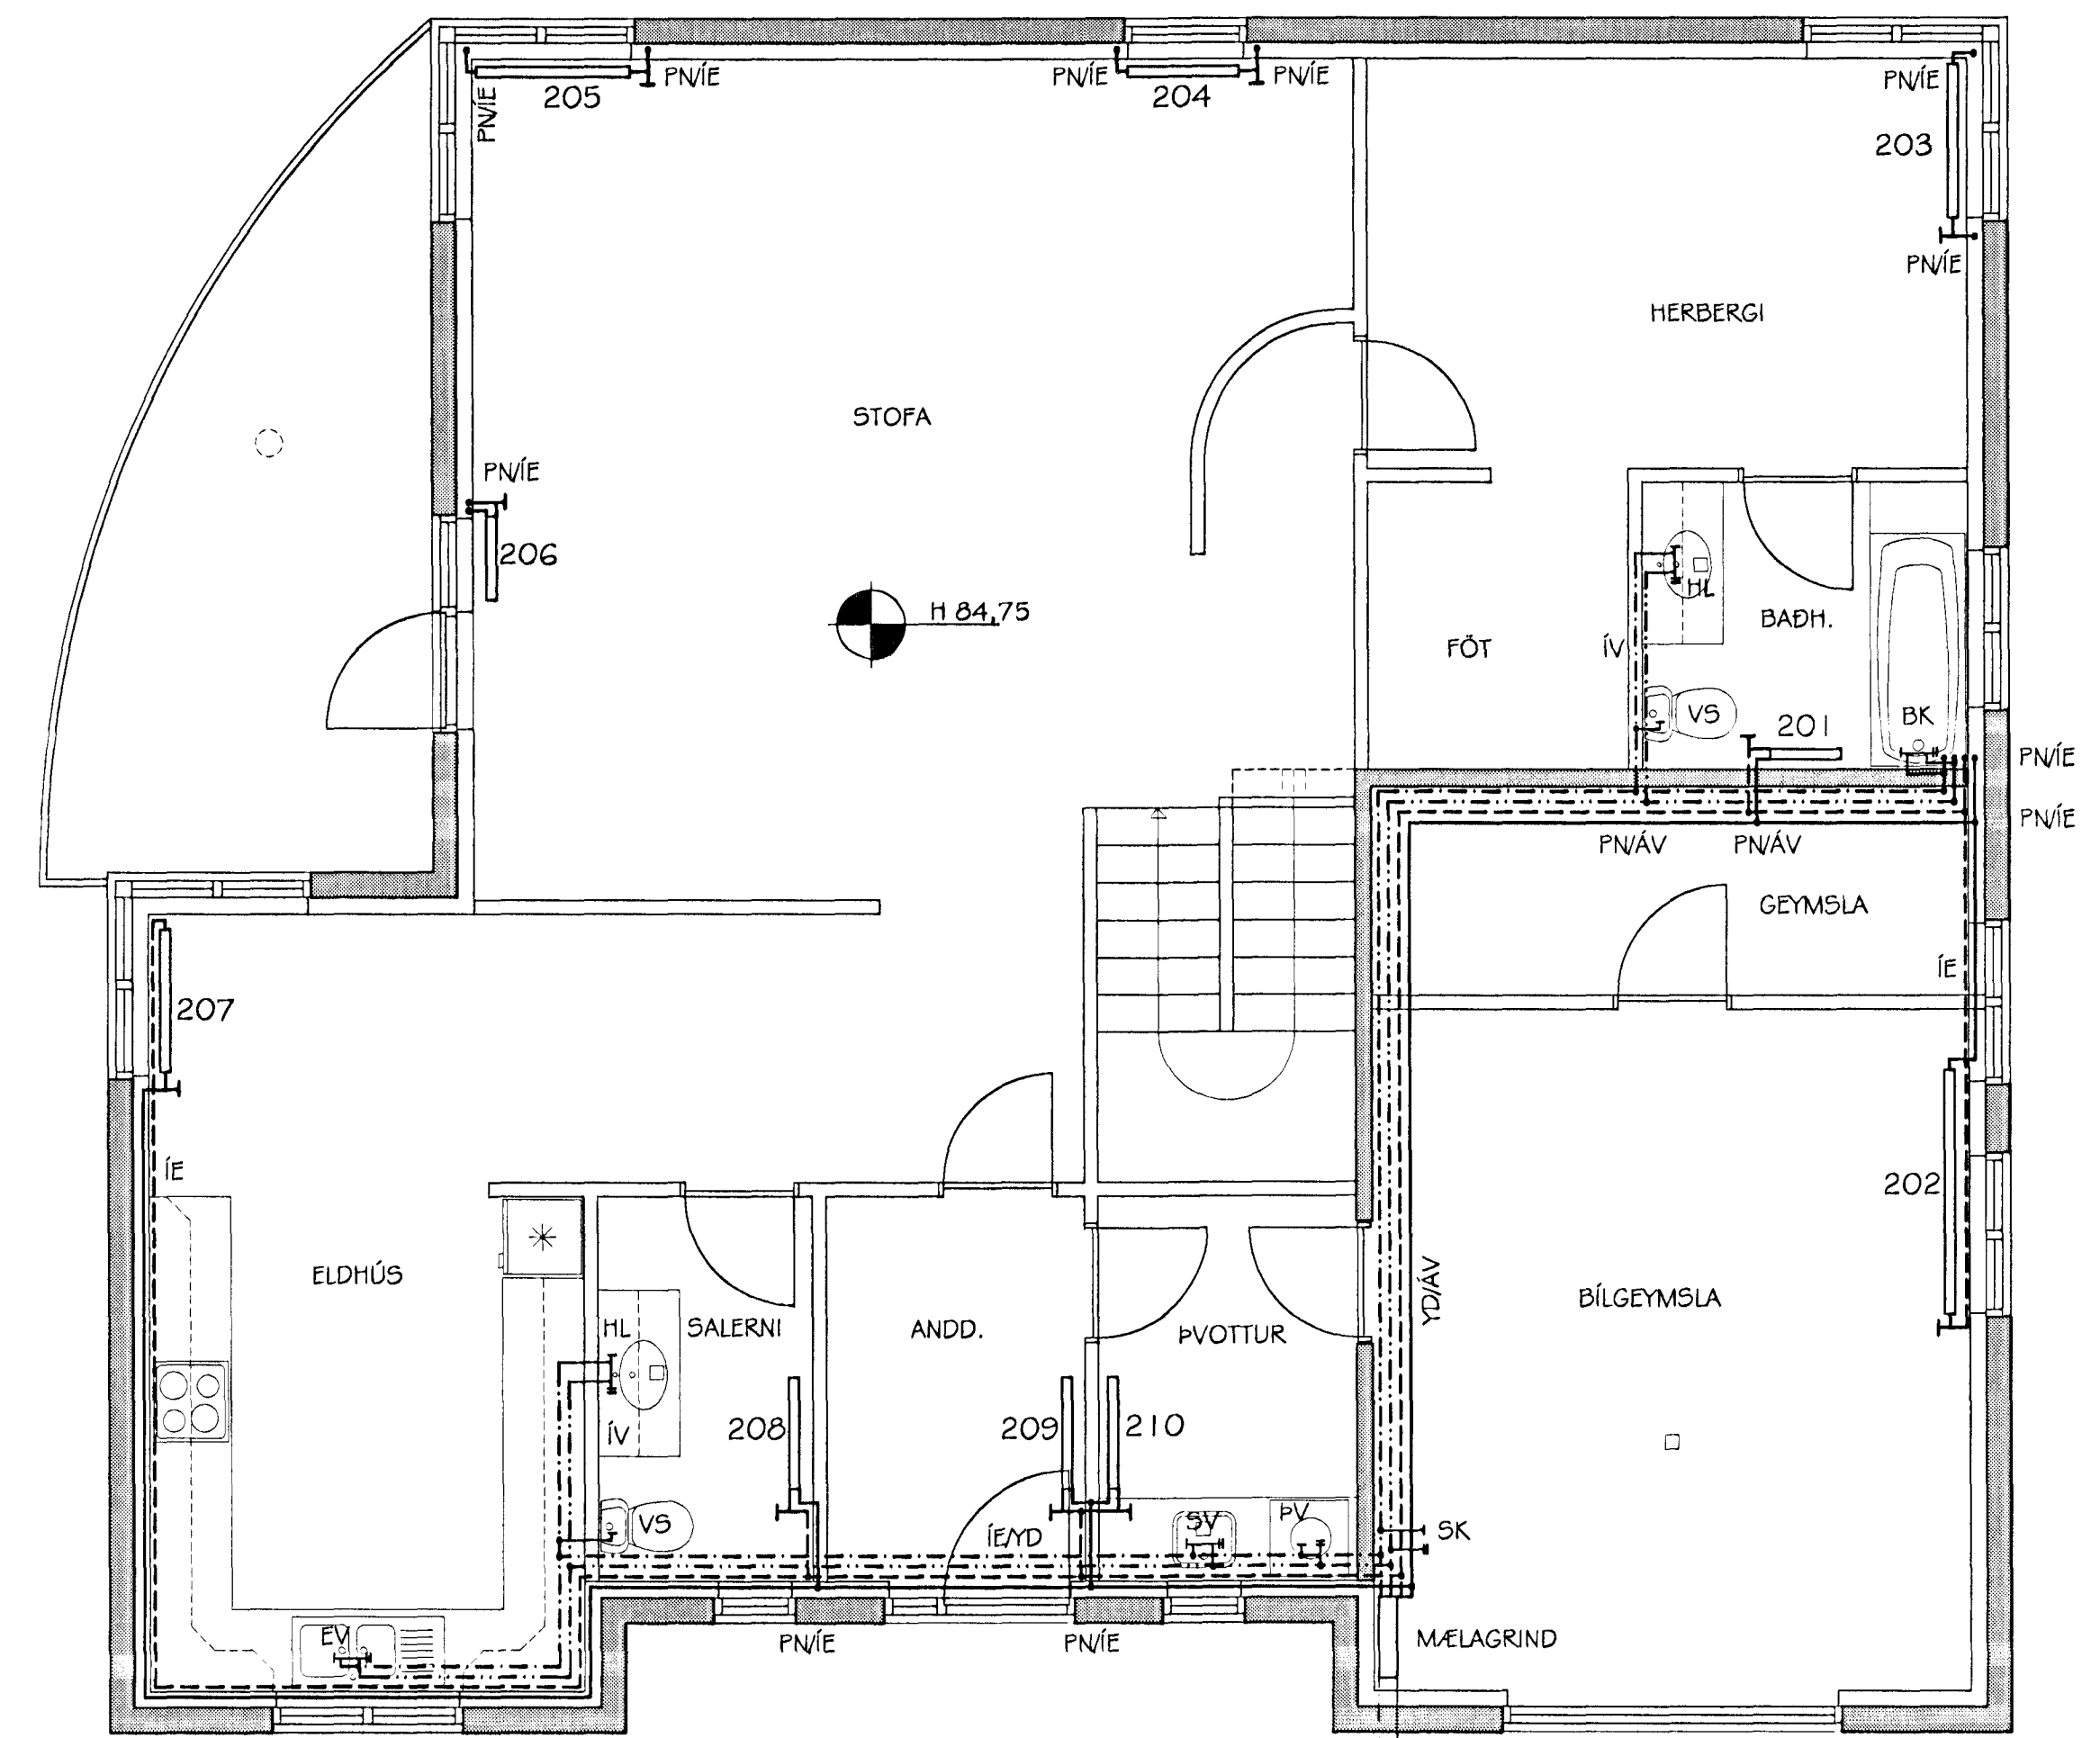 PN/ÍE
PN/ÍE
205
PN/ÍE
204
PN/ÍE
PN/ÍE
203
PN/ÍE
HERBERGI
STOFA
PN/ÍE
206
H 84,75
HL
BAÐH.
FÖT
ÍV
VS
BK
201
PN/ÍE
PN/ÍE
PN/ÁV
PN/ÁV
GEYMSLA
ÍE
207
ÍE
202
ELDHÚS
HL
SALERNI
ANDD.
ÞVOTTUR
YD/ÁV
BÍLGEYMSLA
ÍV
208
209
210
VS
ÍE/YD
SV
ÞV
SK
EV
PN/ÍE
PN/ÍE
MÆLAGRIND